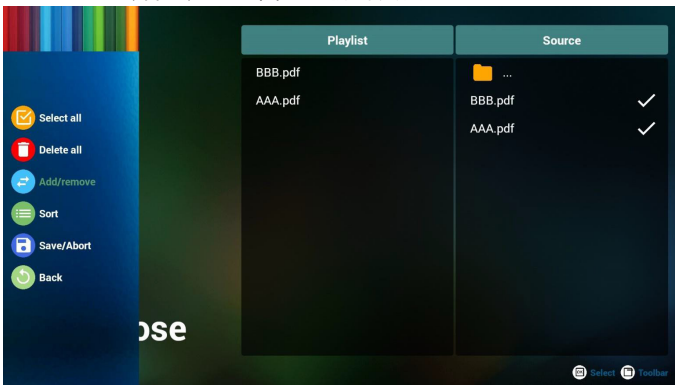 Playlist
Source
BBB.pdf
AAA.pdf
...
BBB.pdf
AAA.pdf
Select all
Delete all
Add/remove
Sort
Save/Abort
Back
ose
Select
Toolbar